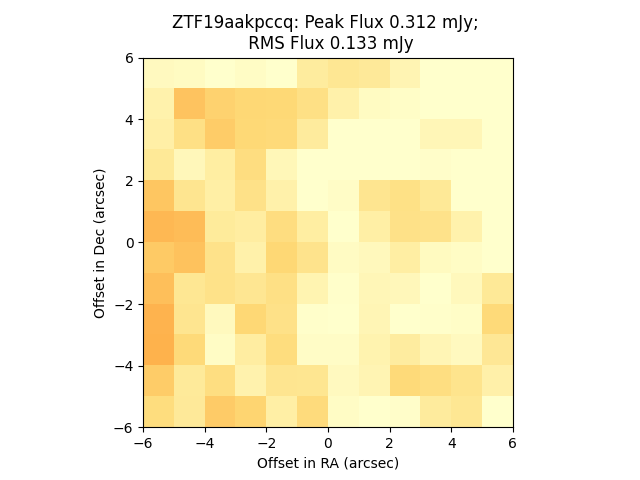 ZTF19aakpccq: Peak Flux 0.312 mJy;
RMS Flux 0.133 mJy
6
4
2
0
−2
−4
−6
Offset in Dec (arcsec)
−6 −4 −2 0 2 4 6
Offset in RA (arcsec)